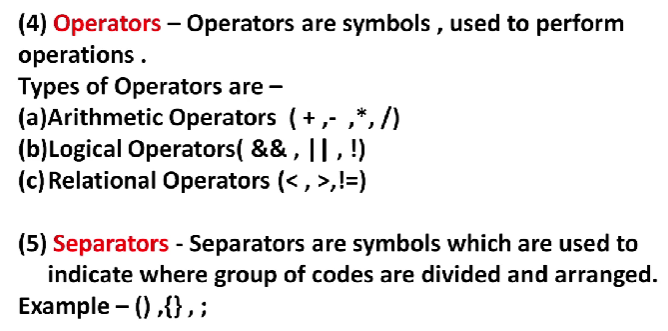 (4) Operators – Operators are symbols , used to perform
operations .
Types of Operators are –
(a)Arithmetic Operators ( + ,- ,*, /)
(b)Logical Operators( && , || , !)
(c) Relational Operators (< , >,!=)
(5) Separators - Separators are symbols which are used to
indicate where group of codes are divided and arranged.
Example – () ,{} , ;